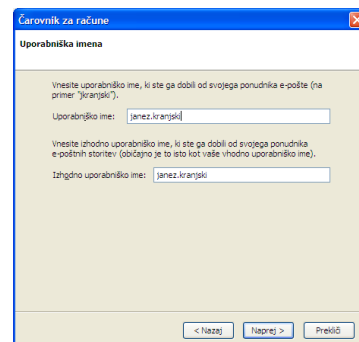 Čarovnik za račune
Uporabniška imena
Vnesite uporabniško ime, ki ste ga dobili od svojega ponudnika e-pošte (na
primer "jkranjski").
Uporabniško ime: janez.kranjski
Vnesite izhodno uporabniško ime, ki ste ga dobili od svojega ponudnika
e-poštnih storitev (običajno je to isto kot vaše vhodno uporabniško ime).
Izhodno uporabniško ime: janez.kranjski
< Nazaj Naprej > Prekliči